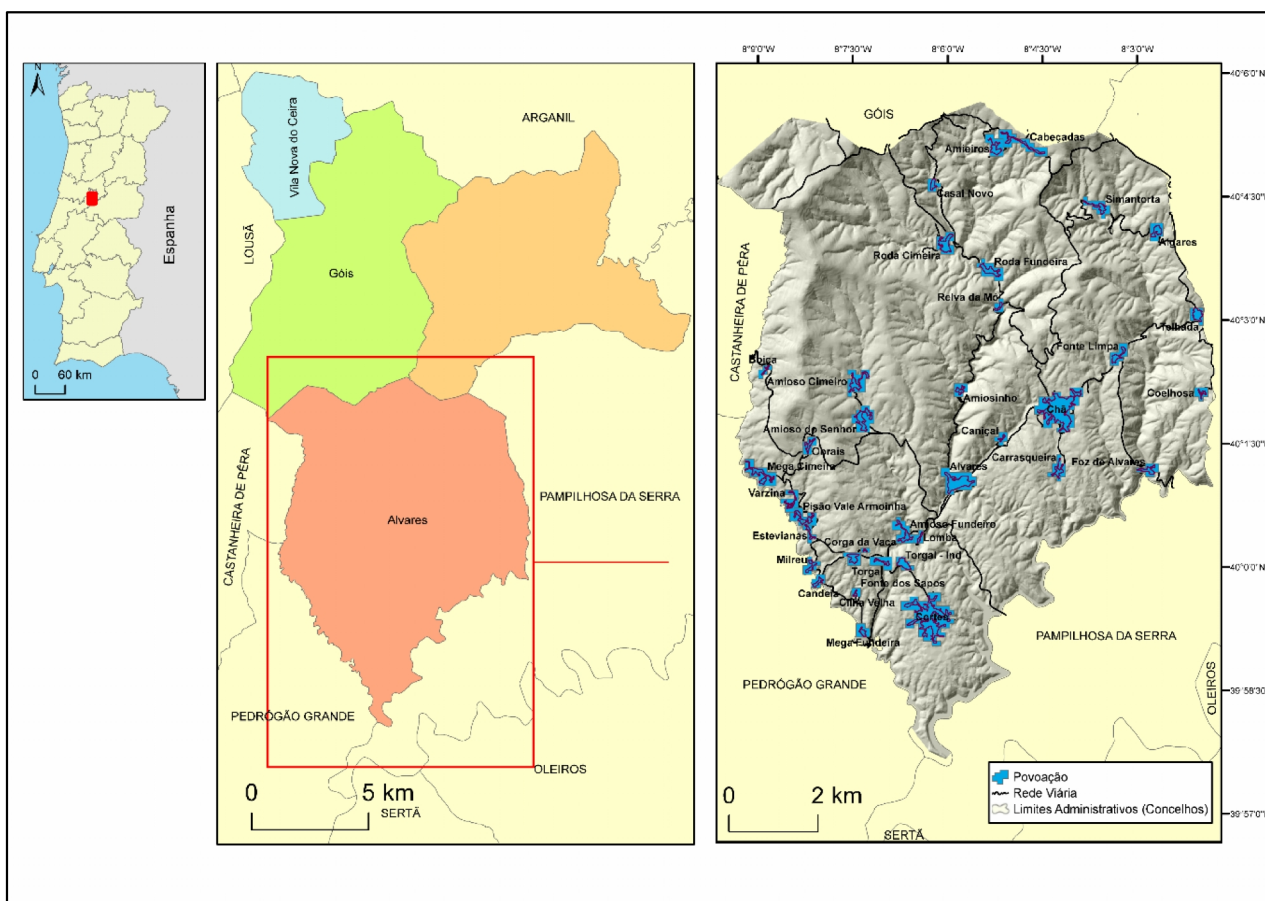 N
Espanha
0 60 km
Vila Nova do Ceira
ARGANIL
LOUSÃ
Góis
CASTANHEIRA DE PÊRA
PAMPILHOSA DA SERRA
Alvares
PEDRÓGÃO GRANDE
OLEIROS
0 5 km
SERTÃ
8°9'0"W 8°7'30"W 8°6'0"W 8°4'30"W 8°3'0"W
40°6'0"N
40°4'30"N
40°3'0"N
40°1'30"N
40°0'0"N
39°58'30"N
39°57'0"N
GÓIS
Cabeçadas
Amieiros
Casal Novo
Simantorta
Algares
Roda Cimeira
Roda Fundeira
Relva da Mó
Telhada
CASTANHEIRA DE PÊRA
Fonte Limpa
Boiça
Amioso Cimeiro
Amiosinho
Coelhosa
Chã
Amioso do Senhor
Caniçal
Obrais
Carrasqueira
Foz de Alvares
Mega Cimeira
Alvares
Varzina
Pisão Vale Armoinha
Amioso Fundeiro
Estevianas
Corga da Vaca
Lomba
Milreu
Torgal
Torgal - Ind
Candeia
Fonte dos Sapos
Cilha Velha
Cortes
Mega Fundeira
PAMPILHOSA DA SERRA
PEDRÓGÃO GRANDE
OLEIROS
0 2 km
SERTÃ
Povoação
Rede Viária
Limites Administrativos (Concelhos)